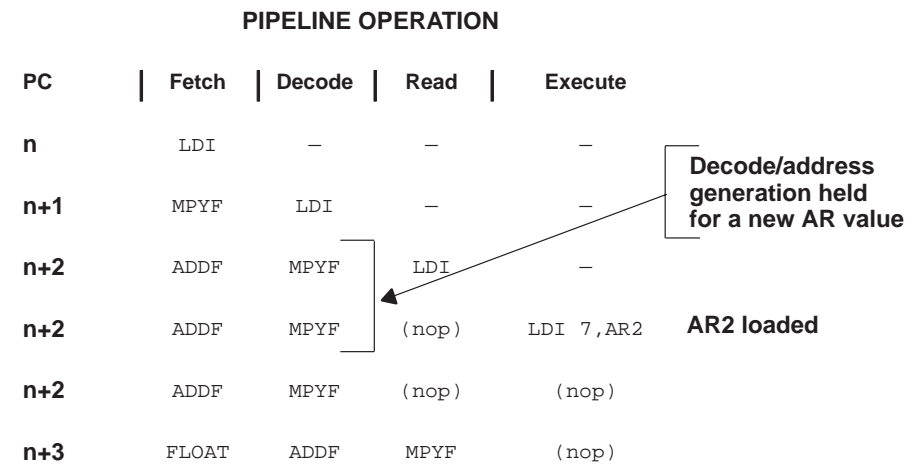 PIPELINE OPERATION
PC | Fetch | Decode | Read | Execute
n LDI — — —
n+1 MPYF LDI — —
Decode/address
generation held
for a new AR value
n+2 ADDF MPYF LDI —
n+2 ADDF MPYF (nop) LDI 7,AR2 AR2 loaded
n+2 ADDF MPYF (nop) (nop)
n+3 FLOAT ADDF MPYF (nop)